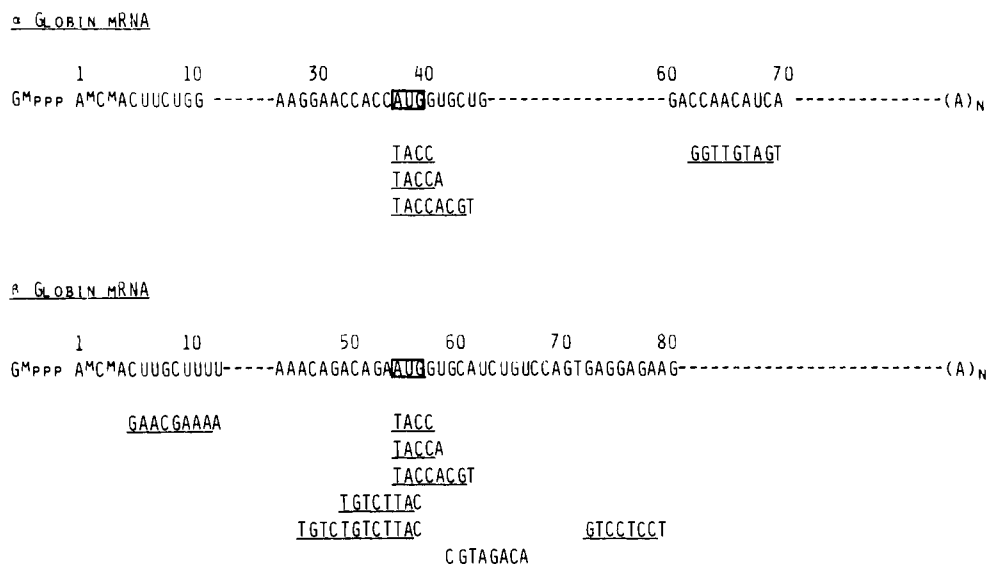 α GLOBIN mRNA
1 10 30 40 60 70
GMPPP AMCMACUUCUGG ------AAGGAACCACCAUGGUGCUG----------------GACCAACAUCA --------------(A)N
TACC GGTTGTAGT
TACCA
TACCACGT
β GLOBIN mRNA
1 10 50 60 70 80
GMPPP AMCMACUUGCUUUU-----AAACAGACAGAAUGGUGCAUCUGUCCAGTGAGGAGAAG-------------------------(A)N
GAACGAAAA TACC
TACCA
TACCACGT
TGTCTTAC
TGTCTGTCTTAC GTCCTCCT
CGTAGACA